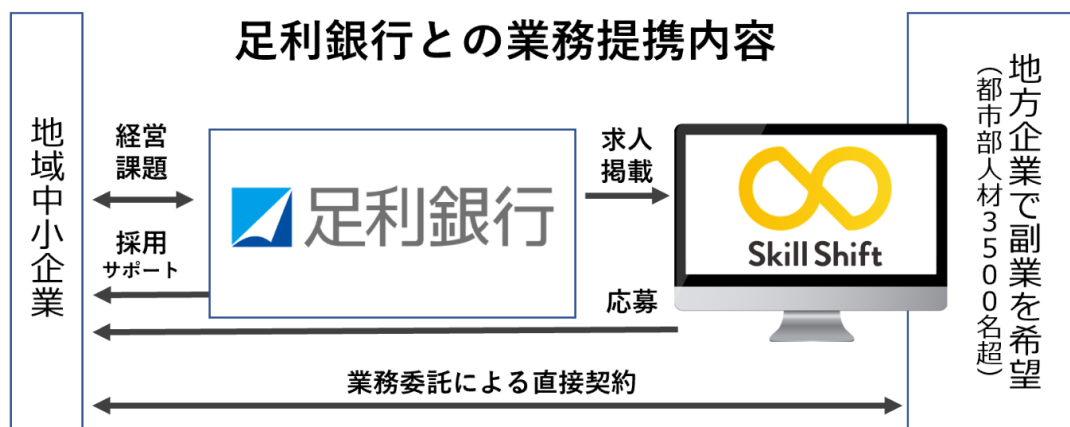 足利銀行との業務提携内容
地域中小企業
経営
課題
採用
サポート
足利銀行
求人
掲載
Skill Shift
応募
業務委託による直接契約
地方企業で副業を希望
(都市部人材3500名超)